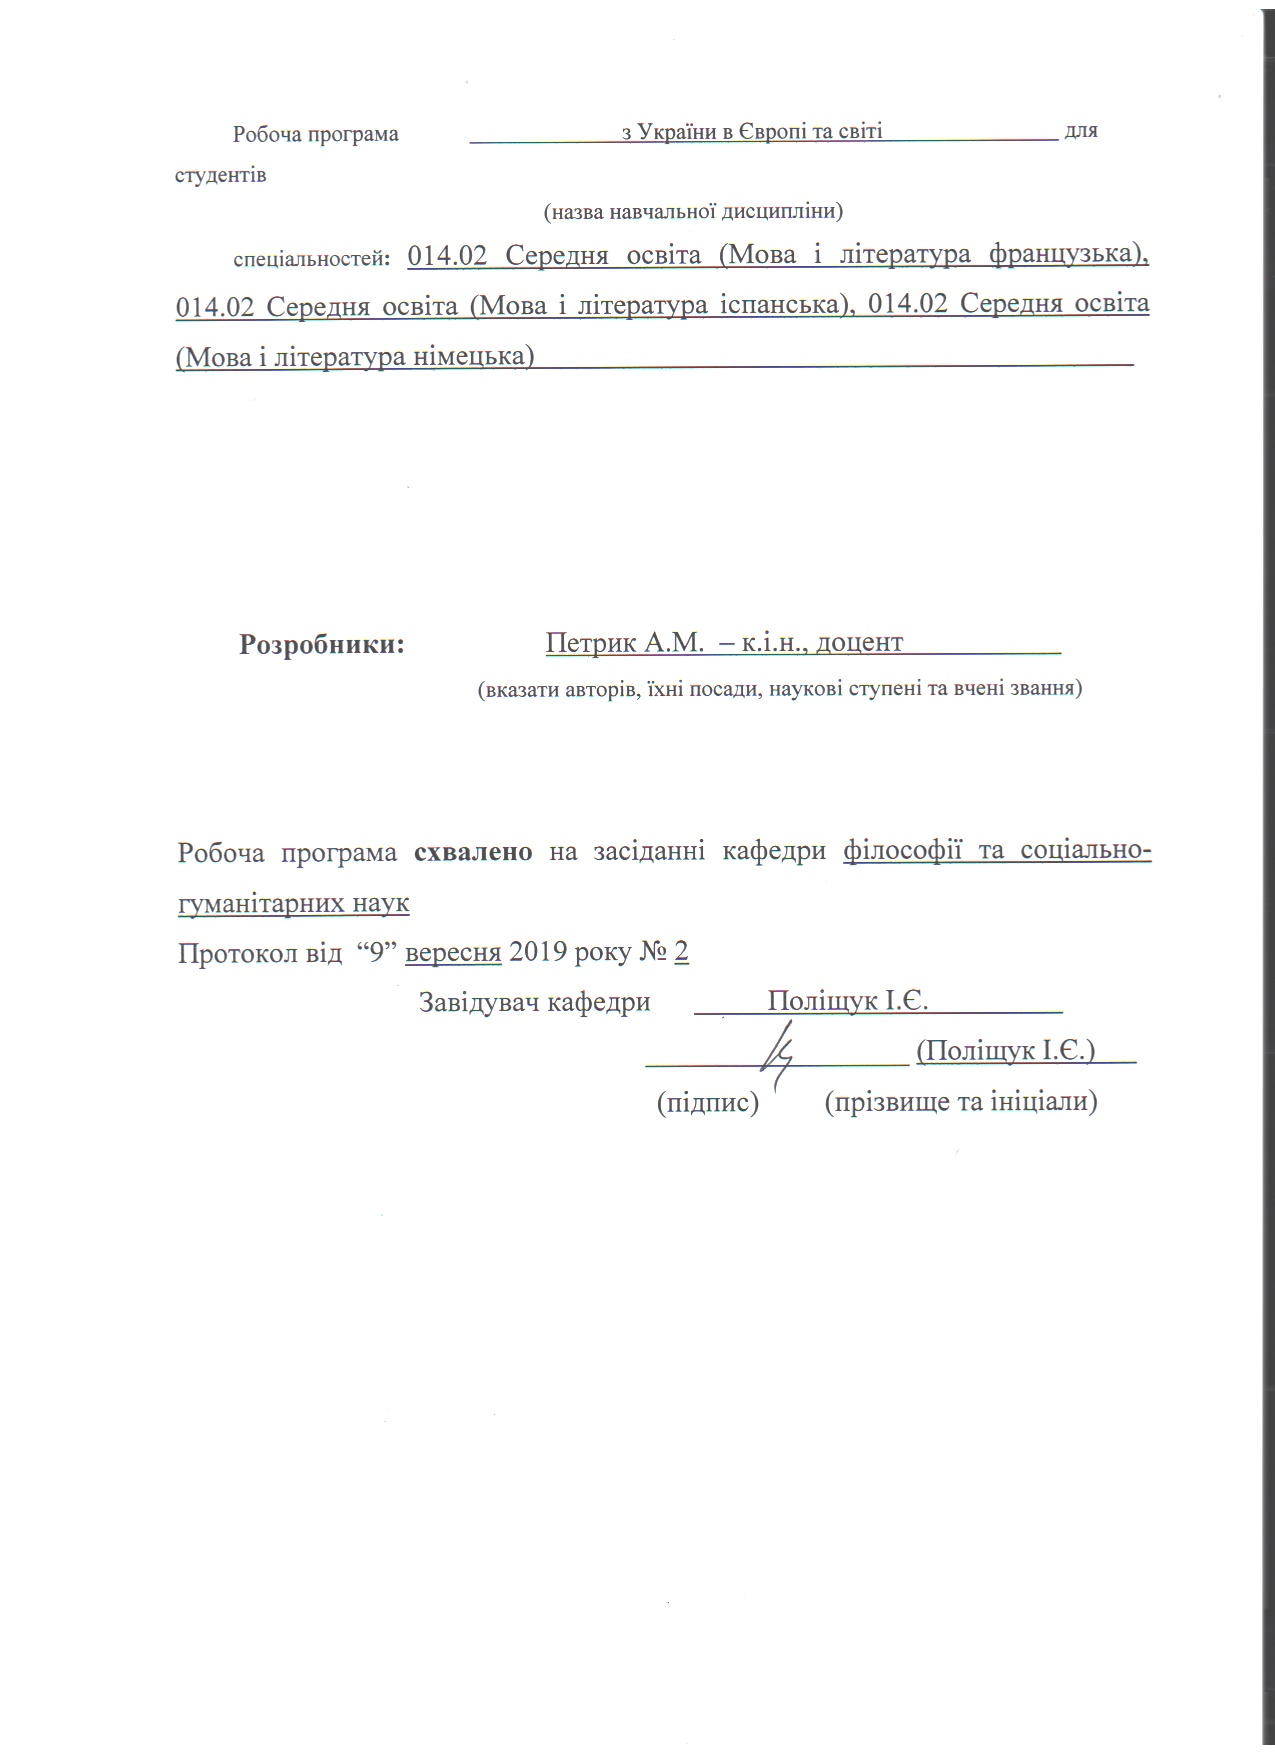 Робоча програма з України в Європі та світі для
студентів
(назва навчальної дисципліни)
спеціальностей: 014.02 Середня освіта (Мова і література французька),
014.02 Середня освіта (Мова і література іспанська), 014.02 Середня освіта
(Мова і література німецька)
Розробники: Петрик А.М. – к.і.н., доцент
(вказати авторів, їхні посади, наукові ступені та вчені звання)
Робоча програма схвалено на засіданні кафедри філософії та соціально-
гуманітарних наук
Протокол від “9” вересня 2019 року № 2
Завідувач кафедри Поліщук І.Є.
(Поліщук І.Є.)
(підпис) (прізвище та ініціали)